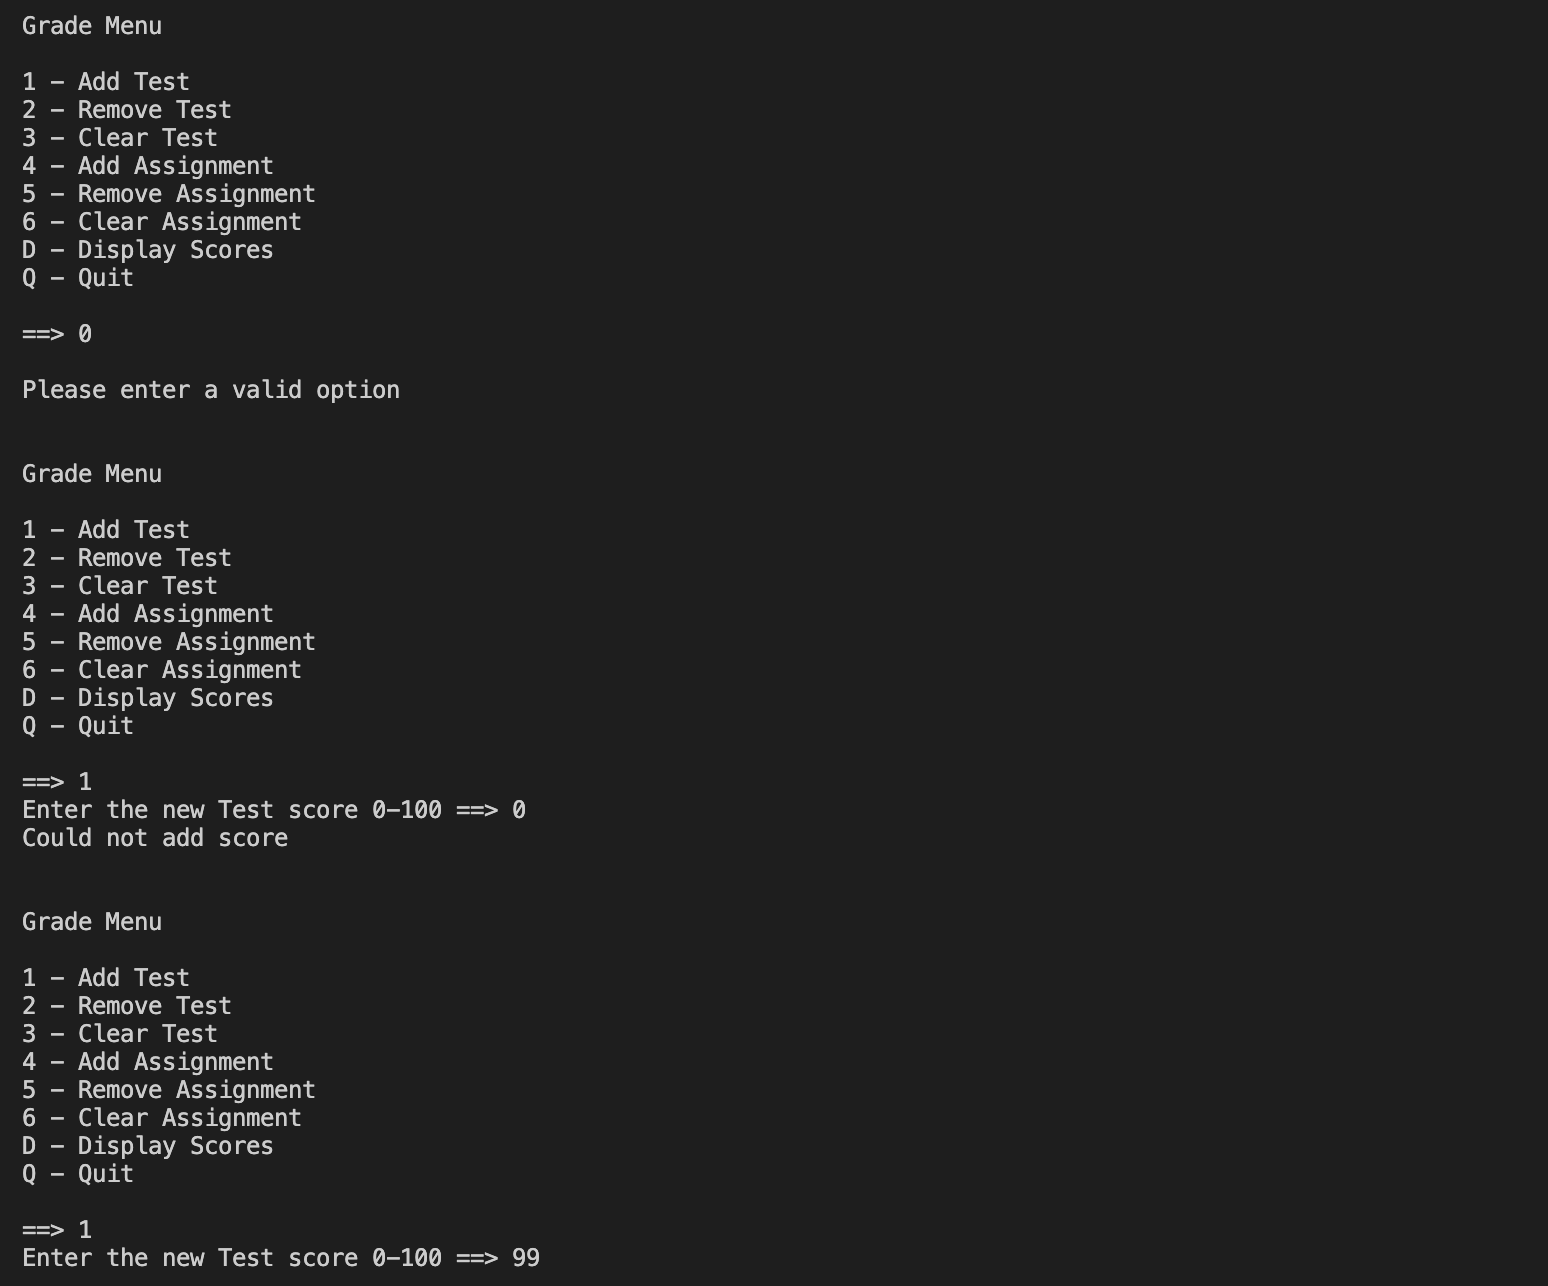 Grade Menu
1 – Add Test
2 – Remove Test
3 – Clear Test
4 – Add Assignment
5 – Remove Assignment
6 – Clear Assignment
D – Display Scores
Q – Quit
==> 0
Please enter a valid option
Grade Menu
1 – Add Test
2 – Remove Test
3 – Clear Test
4 – Add Assignment
5 – Remove Assignment
6 – Clear Assignment
D – Display Scores
Q – Quit
==> 1
Enter the new Test score 0–100 ==> 0
Could not add score
Grade Menu
1 – Add Test
2 – Remove Test
3 – Clear Test
4 – Add Assignment
5 – Remove Assignment
6 – Clear Assignment
D – Display Scores
Q – Quit
==> 1
Enter the new Test score 0–100 ==> 99